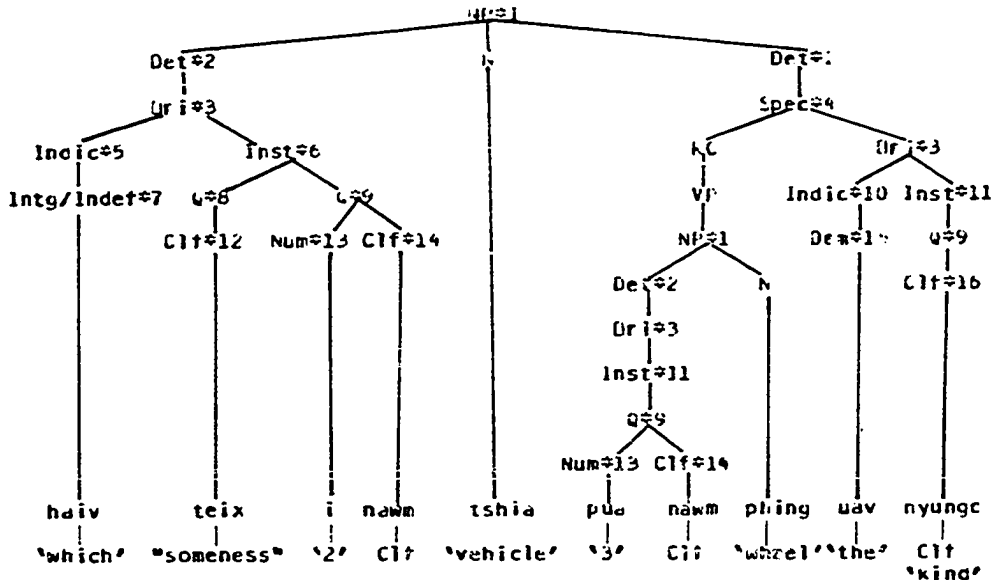 NP#1
Det#2 N Det#2
Ori#3 Spec#4
Indic#5 Inst#6 RC Ori#3
Intg/Indef#7 Q#8 Q#9 VP Indic#10 Inst#11
Clf#12 Num#13 Clf#14 NP#1 Dem#15 Q#9
Det#2 N Clf#16
Ori#3
Inst#11
Q#9
Num#13 Clf#14
haiv teix i nawm tshia pua nawm phing uav nyungc
'which' "someness" '2' Clf 'vehicle' '3' Clf 'wheel' 'the' Clf
'kind'